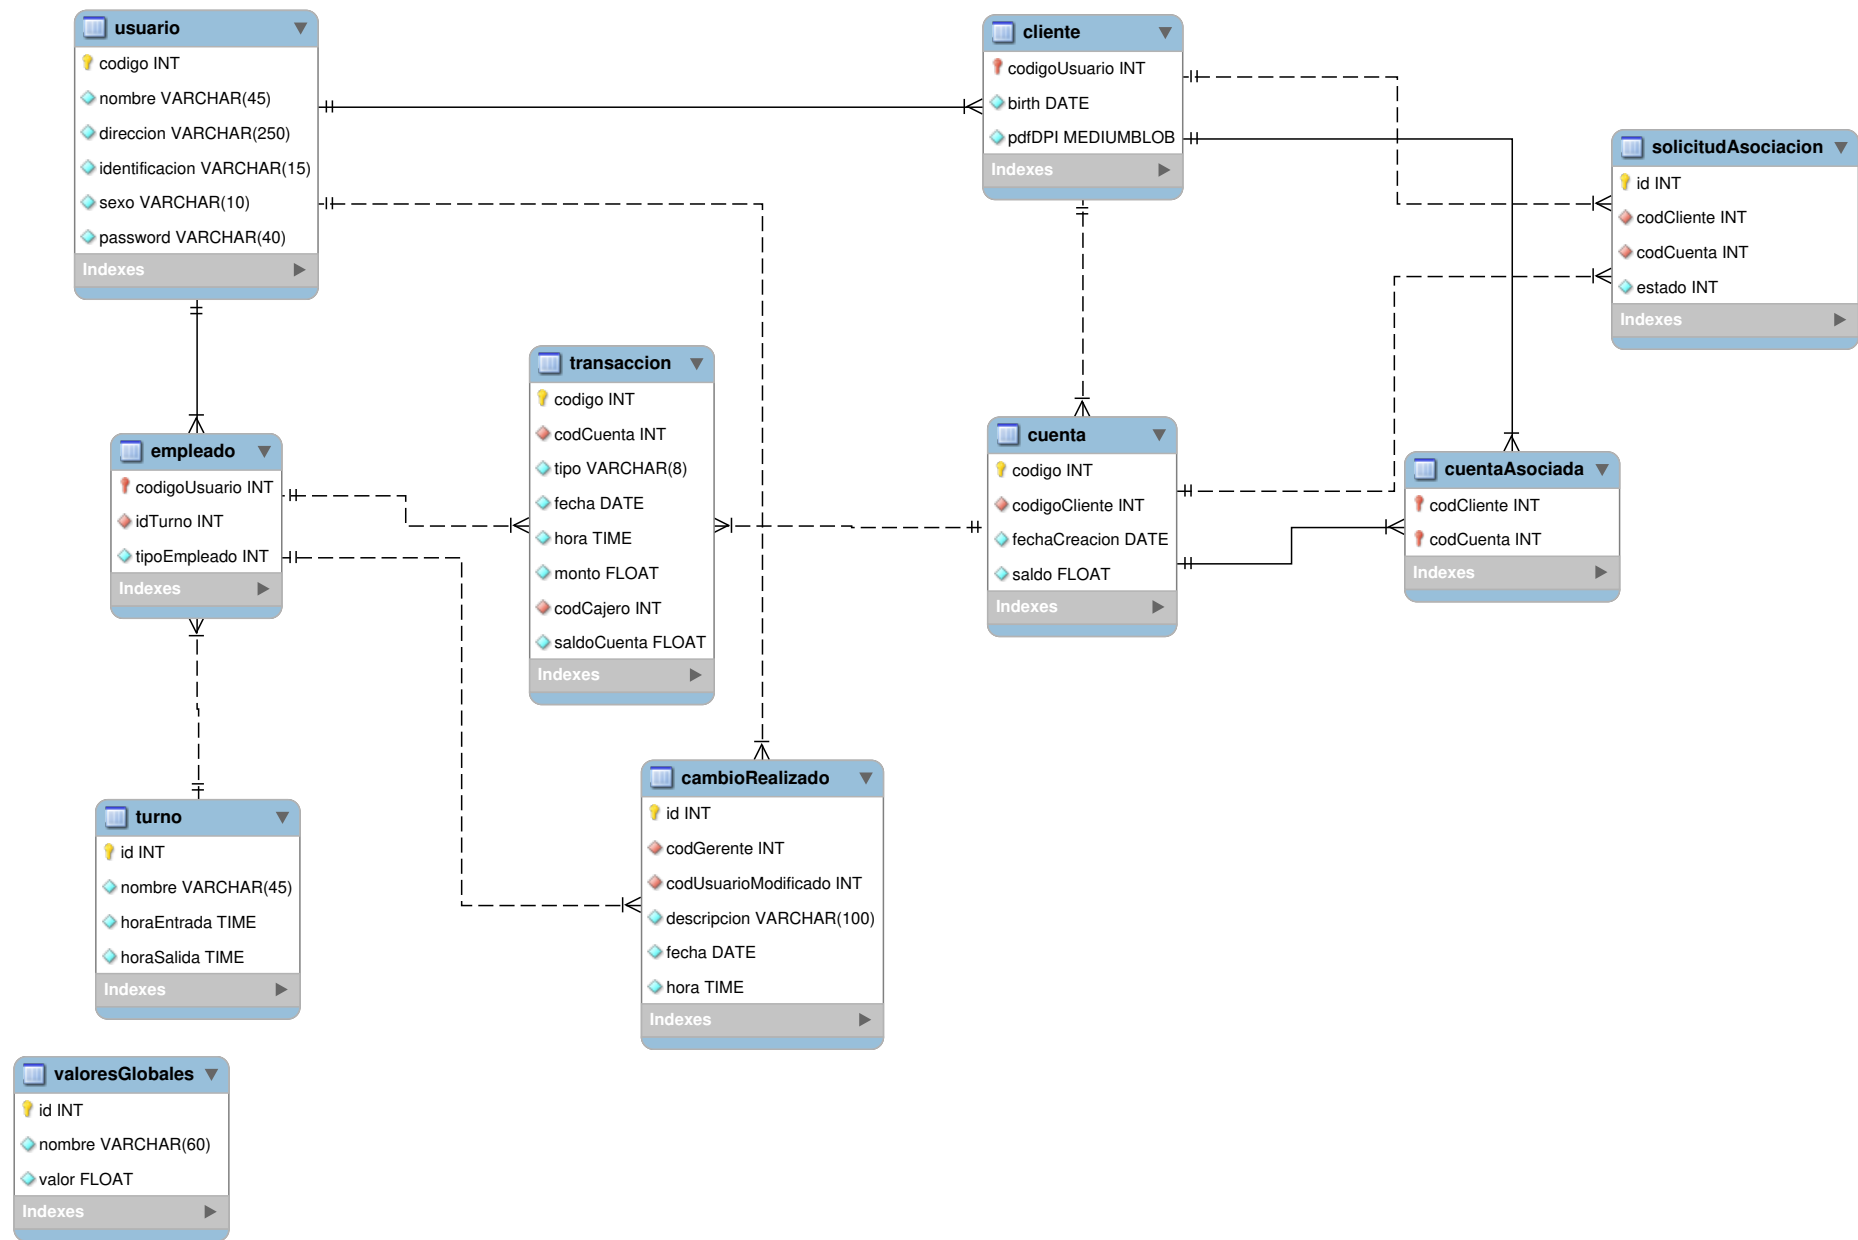 usuario
codigo INT
nombre VARCHAR(45)
direccion VARCHAR(250)
identificacion VARCHAR(15)
sexo VARCHAR(10)
password VARCHAR(40)
Indexes
cliente
codigoUsuario INT
birth DATE
pdfDPI MEDIUMBLOB
Indexes
solicitudAsociacion
id INT
codCliente INT
codCuenta INT
estado INT
Indexes
transaccion
codigo INT
codCuenta INT
tipo VARCHAR(8)
fecha DATE
hora TIME
monto FLOAT
codCajero INT
saldoCuenta FLOAT
Indexes
empleado
codigoUsuario INT
idTurno INT
tipoEmpleado INT
Indexes
cuenta
codigo INT
codigoCliente INT
fechaCreacion DATE
saldo FLOAT
Indexes
cuentaAsociada
codCliente INT
codCuenta INT
Indexes
cambioRealizado
id INT
codGerente INT
codUsuarioModificado INT
descripcion VARCHAR(100)
fecha DATE
hora TIME
Indexes
turno
id INT
nombre VARCHAR(45)
horaEntrada TIME
horaSalida TIME
Indexes
valoresGlobales
id INT
nombre VARCHAR(60)
valor FLOAT
Indexes